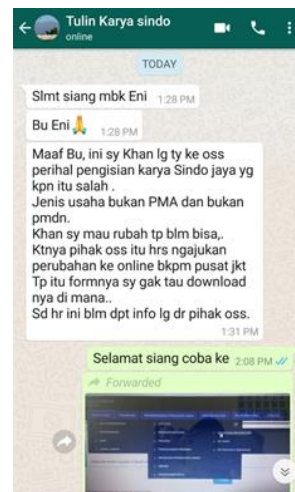 Tulin Karya sindo
online
TODAY
Slmt siang mbk Eni 1:28 PM
Bu Eni🙏 1:28 PM
Maaf Bu, ini sy Khan lg ty ke oss
perihal pengisian karya Sindo jaya yg
kpn itu salah .
Jenis usaha bukan PMA dan bukan
pmdn.
Khan sy mau rubah tp blm bisa,.
Ktnya pihak oss itu hrs ngajukan
perubahan ke online bkpm pusat jkt
Tp itu formnya sy gak tau download
nya di mana..
Sd hr ini blm dpt info lg dr pihak oss.
1:31 PM
Selamat siang coba ke 2:08 PM
Forwarded